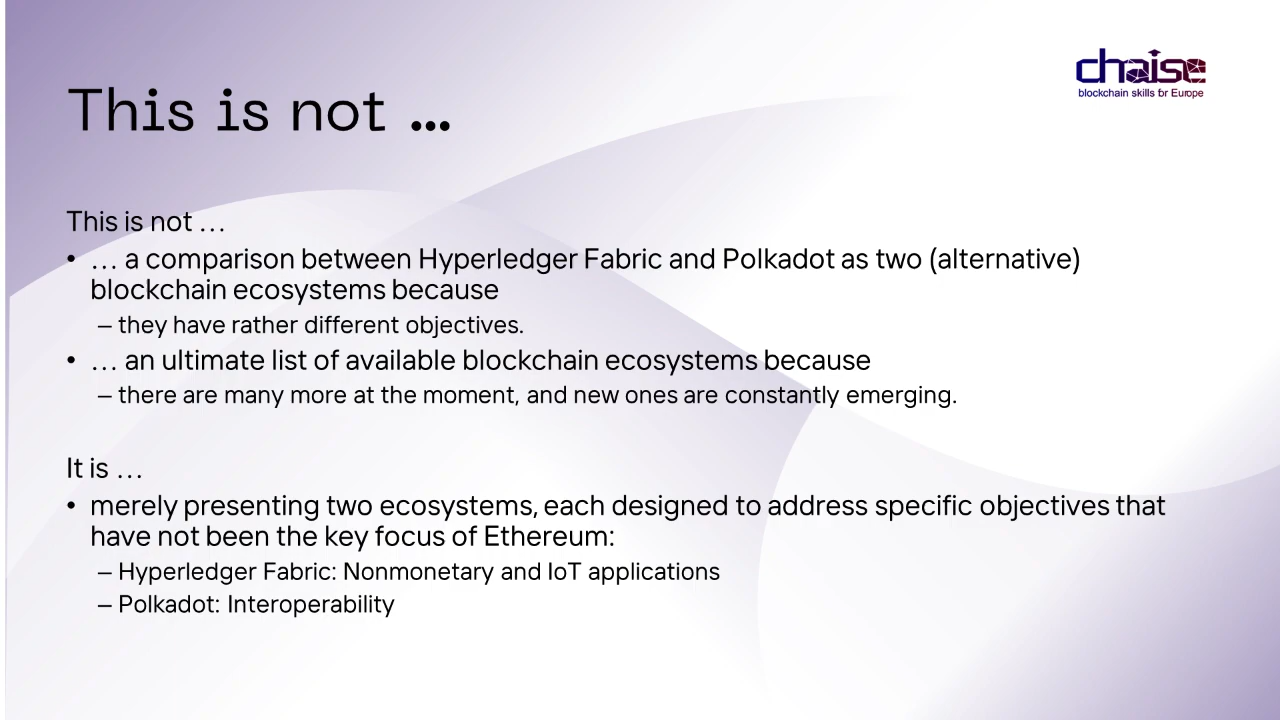 chaise
blockchain skills for Europe
This is not ...
This is not …
• … a comparison between Hyperledger Fabric and Polkadot as two (alternative)
blockchain ecosystems because
– they have rather different objectives.
• … an ultimate list of available blockchain ecosystems because
– there are many more at the moment, and new ones are constantly emerging.
It is …
• merely presenting two ecosystems, each designed to address specific objectives that
have not been the key focus of Ethereum:
– Hyperledger Fabric: Nonmonetary and IoT applications
– Polkadot: Interoperability